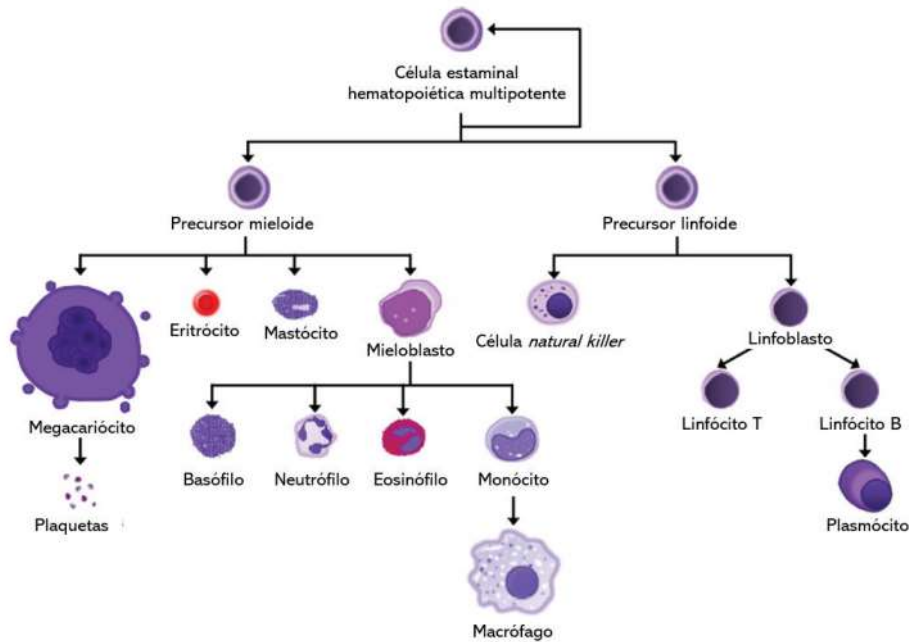 Célula estaminal
hematopoiética multipotente
Precursor mieloide
Precursor linfoide
Eritrócito
Mastócito
Mieloblasto
Célula natural killer
Linfoblasto
Megacariócito
Linfócito T
Linfócito B
Basófilo
Neutrófilo
Eosinófilo
Monócito
Plaquetas
Plasmócito
Macrófago